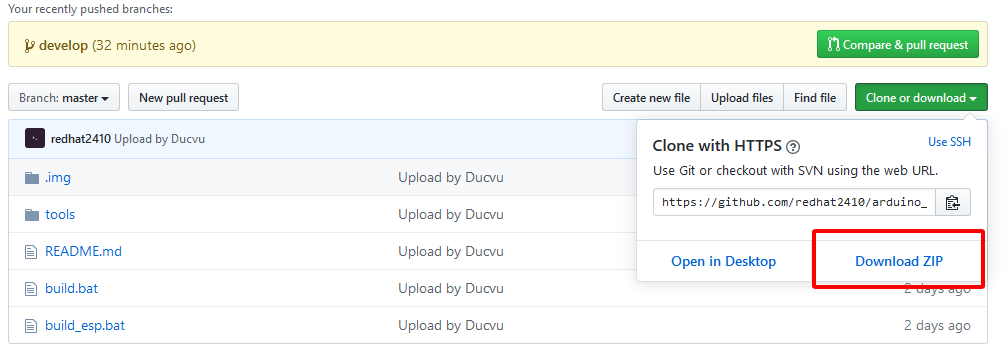 Your recently pushed branches:
develop (32 minutes ago)
Compare & pull request
Branch: master
New pull request
Create new file
Upload files
Find file
Clone or download
redhat2410 Upload by Ducvu
Clone with HTTPS ?
Use SSH
Use Git or checkout with SVN using the web URL.
https://github.com/redhat2410/arduino_
Open in Desktop
Download ZIP
.img Upload by Ducvu
tools Upload by Ducvu
README.md Upload by Ducvu
build.bat Upload by Ducvu 2 days ago
build_esp.bat Upload by Ducvu 2 days ago